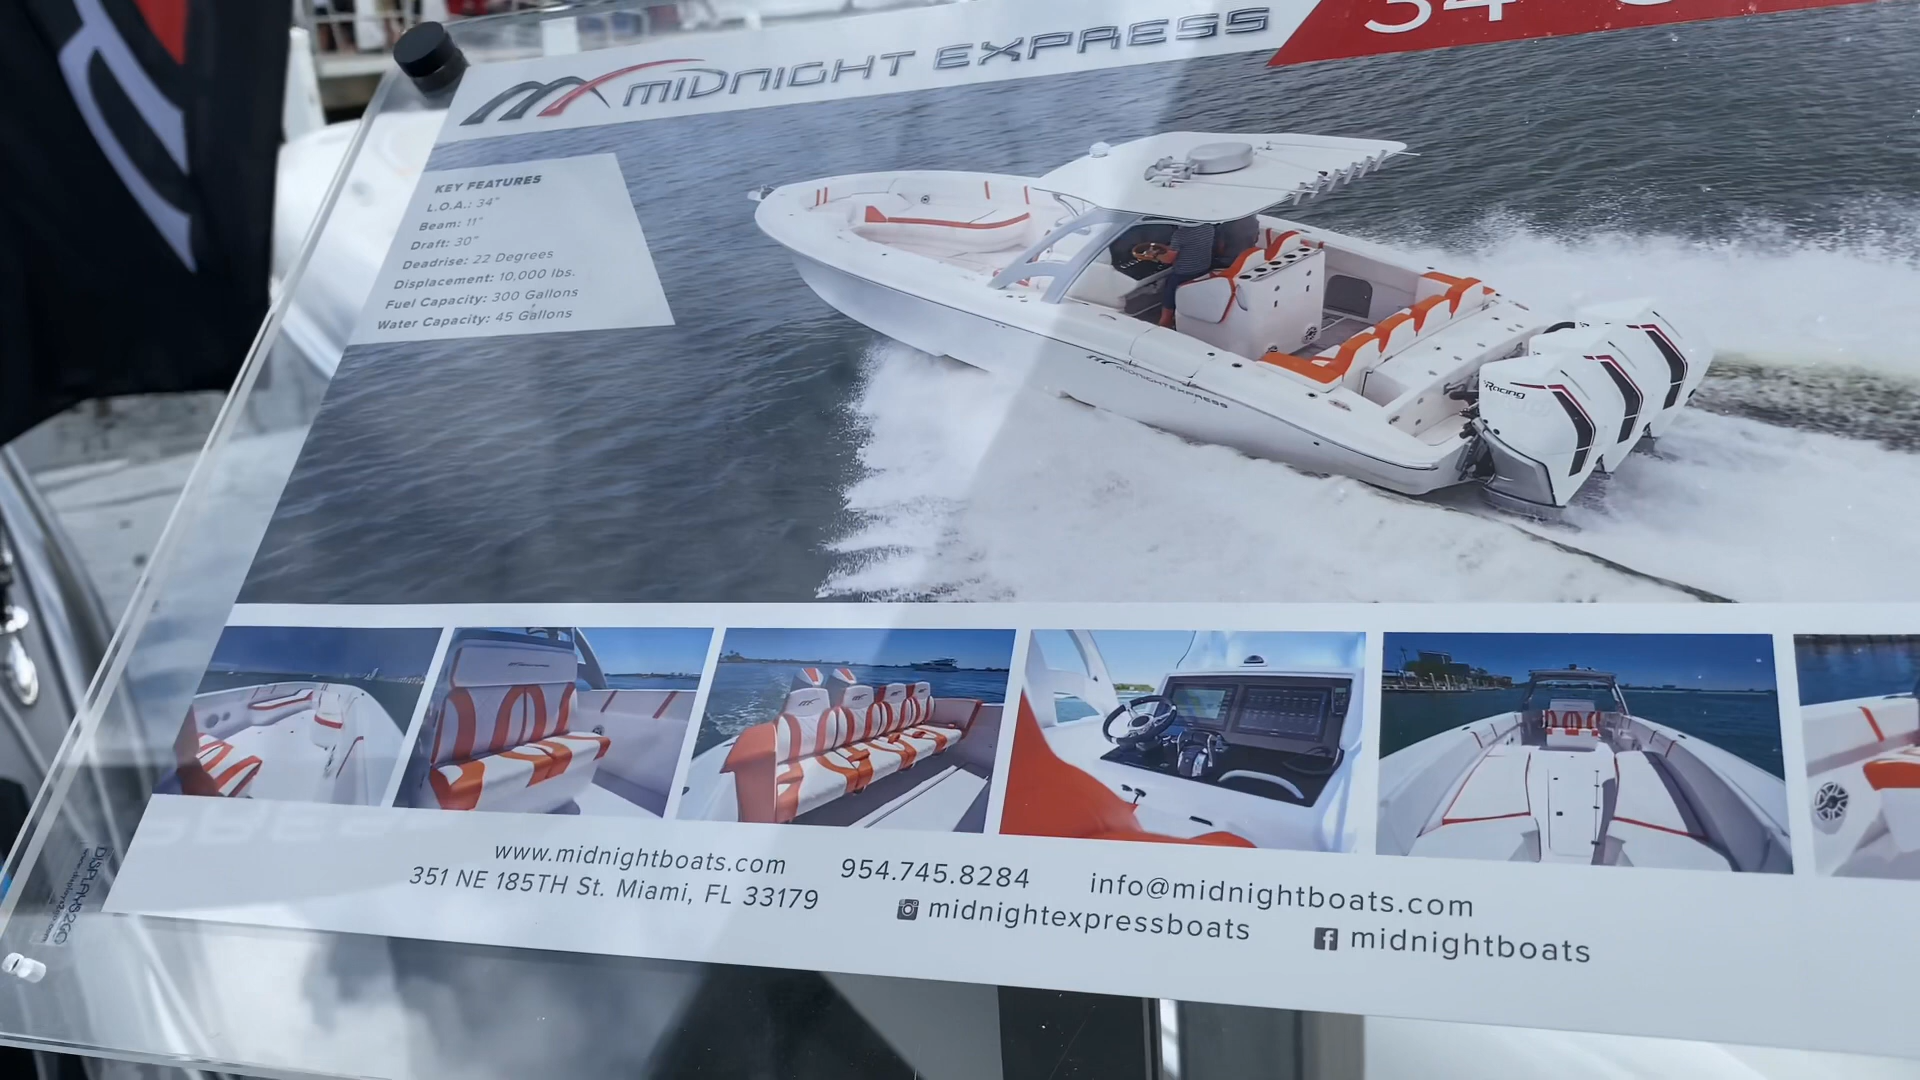 MIDNIGHT EXPRESS
34'
KEY FEATURES
L.O.A.: 34"
Beam: 11"
Draft: 30"
Deadrise: 22 Degrees
Displacement: 10,000 lbs.
Fuel Capacity: 300 Gallons
Water Capacity: 45 Gallons
MIDNIGHT EXPRESS
Racing
www.midnightboats.com
954.745.8284
info@midnightboats.com
351 NE 185TH St. Miami, FL 33179
midnightexpressboats
midnightboats
DISPLAYS2GO